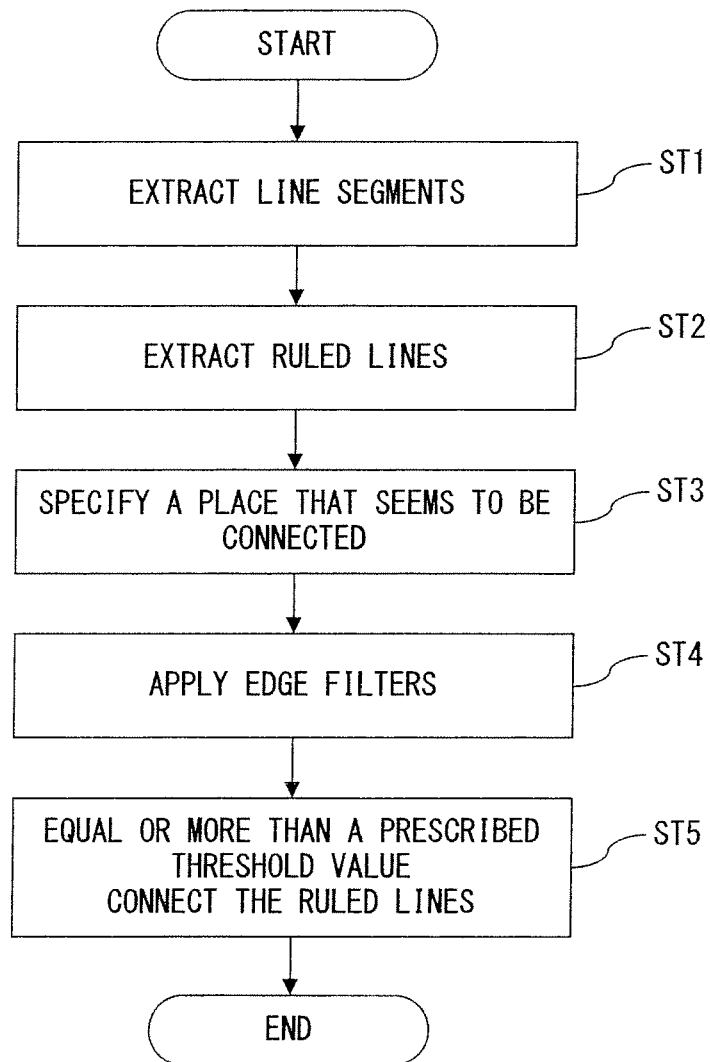 START
EXTRACT LINE SEGMENTS
ST1
EXTRACT RULED LINES
ST2
SPECIFY A PLACE THAT SEEMS TO BE
CONNECTED
ST3
APPLY EDGE FILTERS
ST4
EQUAL OR MORE THAN A PRESCRIBED
THRESHOLD VALUE
CONNECT THE RULED LINES
ST5
END